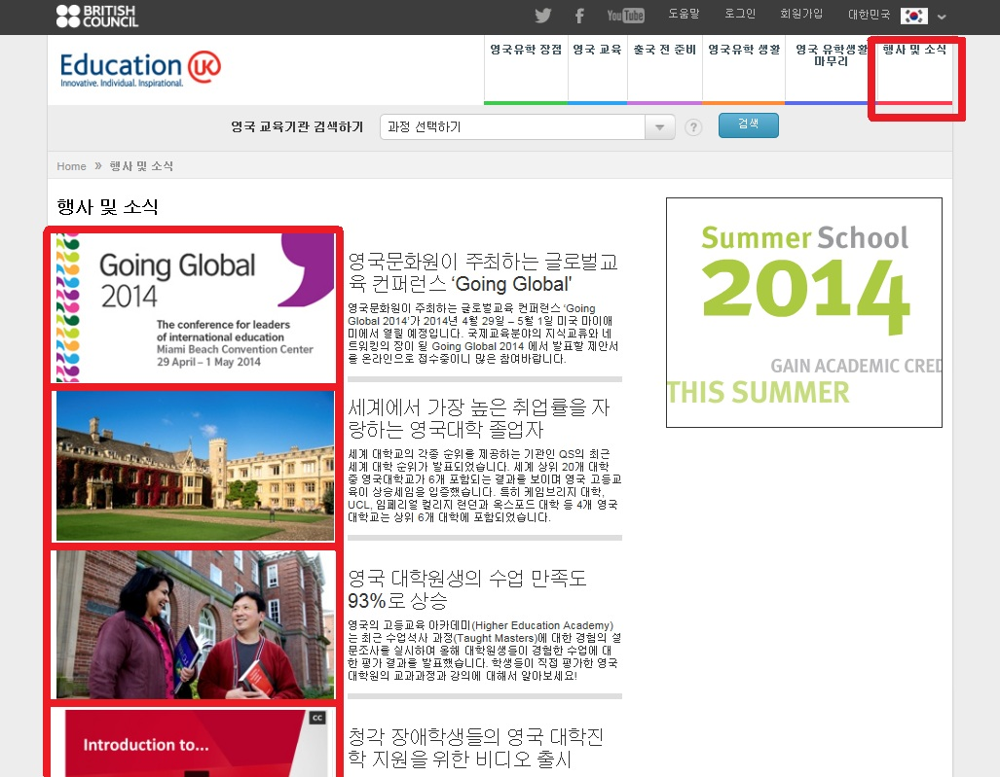 BRITISH
COUNCIL
YouTube
도움말
로그인
회원가입
대한민국
Education UK
Innovative. Individual. Inspirational.
영국유학 장점
영국 교육
출국 전 준비
영국유학 생활
영국 유학생활
마무리
행사 및 소식
영국 교육기관 검색하기
과정 선택하기
?
검색
Home » 행사 및 소식
행사 및 소식
Going Global
2014
The conference for leaders
of international education
Miami Beach Convention Center
29 April – 1 May 2014
영국문화원이 주최하는 글로벌교
육 컨퍼런스 ‘Going Global’
영국문화원이 주최하는 글로벌교육 컨퍼런스 ‘Going
Global 2014’가 2014년 4월 29일 – 5월 1일 미국 마이애
미에서 열릴 예정입니다. 국제교육분야의 지식교류와 네
트워킹의 장이 될 Going Global 2014 에서 발표할 제안서
를 온라인으로 접수중이니 많은 참여바랍니다.
세계에서 가장 높은 취업률을 자
랑하는 영국대학 졸업자
세계 대학교의 각종 순위를 제공하는 기관인 QS의 최근
세계 대학 순위가 발표되었습니다. 세계 상위 20개 대학
중 영국대학교가 6개 포함되는 결과를 보이며 영국 고등교
육이 상승세임을 입증했습니다. 특히 케임브리지 대학,
UCL, 임페리얼 컬리지 런던과 옥스포드 대학 등 4개 영국
대학교는 상위 6개 대학에 포함되었습니다.
영국 대학원생의 수업 만족도
93%로 상승
영국의 고등교육 아카데미(Higher Education Academy)
는 최근 수업석사 과정(Taught Masters)에 대한 경험의 설
문조사를 실시하여 올해 대학원생들이 경험한 수업에 대
한 평가 결과를 발표했습니다. 학생들이 직접 평가한 영국
대학원의 교과과정과 강의에 대해서 알아보세요!
CC
Introduction to...
청각 장애학생들의 영국 대학진
학 지원을 위한 비디오 출시
Summer School
2014
GAIN ACADEMIC CRED
THIS SUMMER